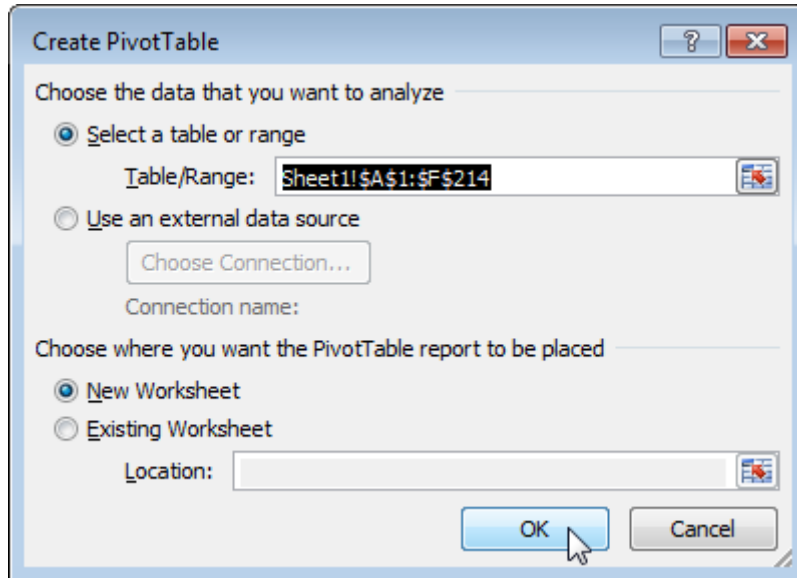 Create PivotTable
Choose the data that you want to analyze
Select a table or range
Table/Range: Sheet1!$A$1:$F$214
Use an external data source
Choose Connection...
Connection name:
Choose where you want the PivotTable report to be placed
New Worksheet
Existing Worksheet
Location:
OK Cancel